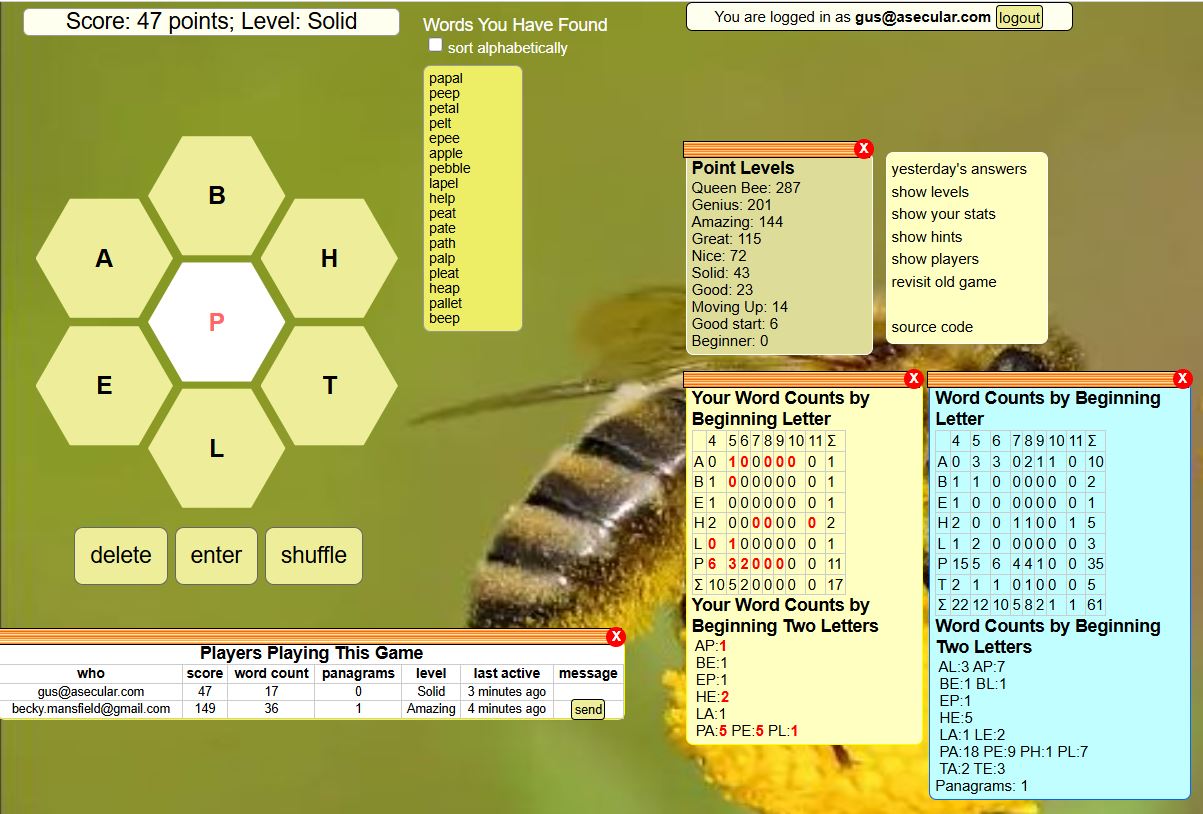 Score: 47 points; Level: Solid
Words You Have Found
sort alphabetically
papal
peep
petal
pelt
epee
apple
pebble
lapel
help
peat
pate
path
palp
pleat
heap
pallet
beep
You are logged in as gus@asecular.com logout
B
A
H
P
E
T
L
delete enter shuffle
X
Point Levels
Queen Bee: 287
Genius: 201
Amazing: 144
Great: 115
Nice: 72
Solid: 43
Good: 23
Moving Up: 14
Good start: 6
Beginner: 0
yesterday's answers
show levels
show your stats
show hints
show players
revisit old game
source code
X
Your Word Counts by
Beginning Letter
4 5 6 7 8 9 10 11 Σ
A 0 1 0 0 0 0 0 0 1
B 1 0 0 0 0 0 0 0 1
E 1 0 0 0 0 0 0 0 1
H 2 0 0 0 0 0 0 0 2
L 0 1 0 0 0 0 0 0 1
P 6 3 2 0 0 0 0 0 11
Σ 10 5 2 0 0 0 0 0 17
Your Word Counts by
Beginning Two Letters
AP:1
BE:1
EP:1
HE:2
LA:1
PA:5 PE:5 PL:1
X
Word Counts by Beginning
Letter
4 5 6 7 8 9 10 11 Σ
A 0 3 3 0 2 1 1 0 10
B 1 1 0 0 0 0 0 0 2
E 1 0 0 0 0 0 0 0 1
H 2 0 0 1 1 0 0 1 5
L 1 2 0 0 0 0 0 0 3
P 15 5 6 4 4 1 0 0 35
T 2 1 1 0 1 0 0 0 5
Σ 22 12 10 5 8 2 1 1 61
Word Counts by Beginning
Two Letters
AL:3 AP:7
BE:1 BL:1
EP:1
HE:5
LA:1 LE:2
PA:18 PE:9 PH:1 PL:7
TA:2 TE:3
Panagrams: 1
X
Players Playing This Game
who score word count panagrams level last active message
gus@asecular.com 47 17 0 Solid 3 minutes ago
becky.mansfield@gmail.com 149 36 1 Amazing 4 minutes ago send